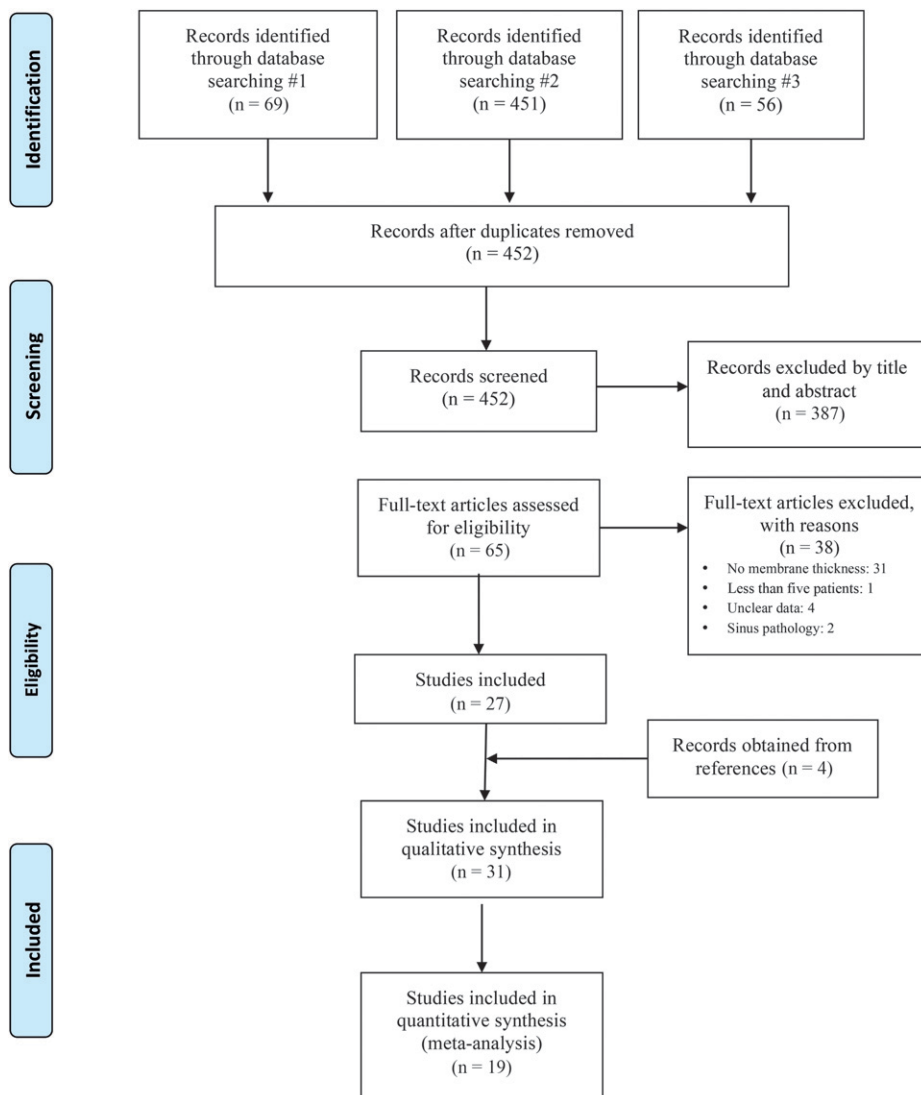 Identification
Records identified
through database
searching #1
(n = 69)
Records identified
through database
searching #2
(n = 451)
Records identified
through database
searching #3
(n = 56)
Records after duplicates removed
(n = 452)
Screening
Records screened
(n = 452)
Records excluded by title
and abstract
(n = 387)
Full-text articles assessed
for eligibility
(n = 65)
Full-text articles excluded,
with reasons
(n = 38)
• No membrane thickness: 31
• Less than five patients: 1
• Unclear data: 4
• Sinus pathology: 2
Eligibility
Studies included
(n = 27)
Records obtained from
references (n = 4)
Studies included in
qualitative synthesis
(n = 31)
Included
Studies included in
quantitative synthesis
(meta-analysis)
(n = 19)